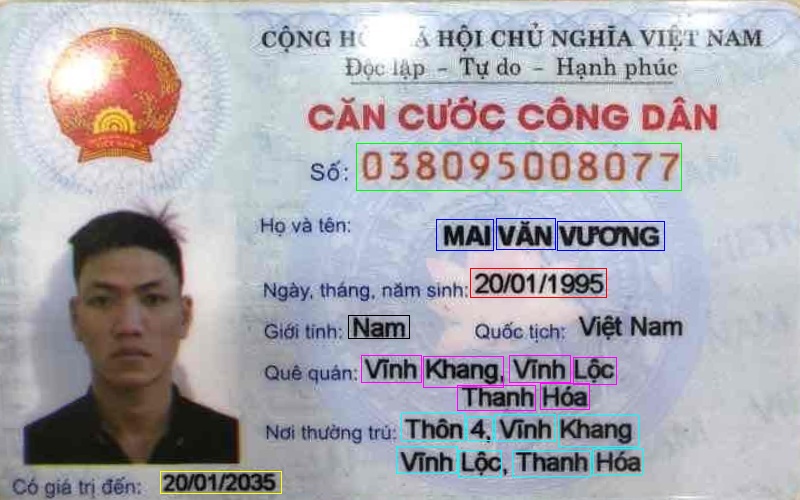 CỘNG HÒA XÃ HỘI CHỦ NGHĨA VIỆT NAM
Độc lập - Tự do - Hạnh phúc
CĂN CƯỚC CÔNG DÂN
Số: 038095008077
Họ và tên: MAI VĂN VƯƠNG
Ngày, tháng, năm sinh: 20/01/1995
Giới tính: Nam Quốc tịch: Việt Nam
Quê quán: Vĩnh Khang, Vĩnh Lộc
Thanh Hóa
Nơi thường trú: Thôn 4, Vĩnh Khang
Vĩnh Lộc, Thanh Hóa
Có giá trị đến: 20/01/2035